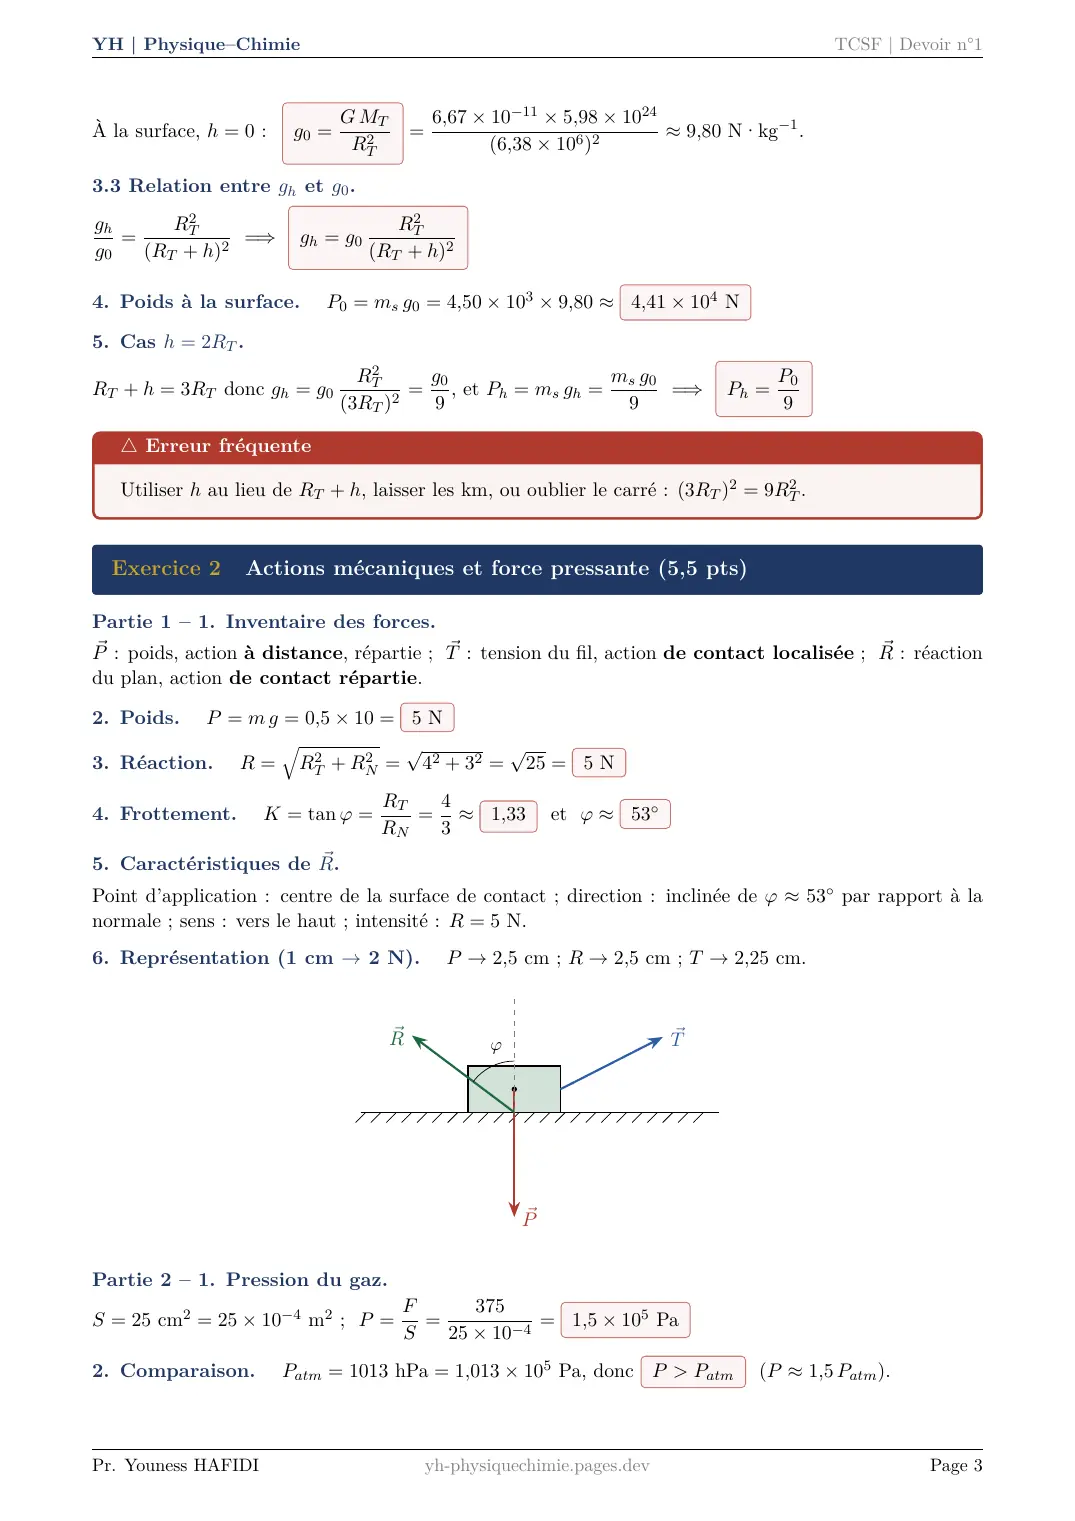 YH | Physique–Chimie TCSF | Devoir n°1
À la surface, h = 0 : g₀ = G M_T / R_T² = 6,67 × 10⁻¹¹ × 5,98 × 10²⁴ / (6,38 × 10⁶)² ≈ 9,80 N · kg⁻¹.
3.3 Relation entre g_h et g₀.
g_h / g₀ = R_T² / (R_T + h)² ⟹ g_h = g₀ R_T² / (R_T + h)²
4. Poids à la surface. P₀ = m_s g₀ = 4,50 × 10³ × 9,80 ≈ 4,41 × 10⁴ N
5. Cas h = 2R_T.
R_T + h = 3R_T donc g_h = g₀ R_T² / (3R_T)² = g₀ / 9, et P_h = m_s g_h = m_s g₀ / 9 ⟹ P_h = P₀ / 9
△ Erreur fréquente
Utiliser h au lieu de R_T + h, laisser les km, ou oublier le carré : (3R_T)² = 9R_T².
Exercice 2 Actions mécaniques et force pressante (5,5 pts)
Partie 1 – 1. Inventaire des forces.
P⃗ : poids, action à distance, répartie ; T⃗ : tension du fil, action de contact localisée ; R⃗ : réaction
du plan, action de contact répartie.
2. Poids. P = m g = 0,5 × 10 = 5 N
3. Réaction. R = √(R_T² + R_N²) = √(4² + 3²) = √25 = 5 N
4. Frottement. K = tan φ = R_T / R_N = 4 / 3 ≈ 1,33 et φ ≈ 53°
5. Caractéristiques de R⃗.
Point d'application : centre de la surface de contact ; direction : inclinée de φ ≈ 53° par rapport à la
normale ; sens : vers le haut ; intensité : R = 5 N.
6. Représentation (1 cm → 2 N). P → 2,5 cm ; R → 2,5 cm ; T → 2,25 cm.
R⃗ φ T⃗
P⃗
Partie 2 – 1. Pression du gaz.
S = 25 cm² = 25 × 10⁻⁴ m² ; P = F / S = 375 / 25 × 10⁻⁴ = 1,5 × 10⁵ Pa
2. Comparaison. P_atm = 1013 hPa = 1,013 × 10⁵ Pa, donc P > P_atm (P ≈ 1,5 P_atm).
Pr. Youness HAFIDI yh-physiquechimie.pages.dev Page 3